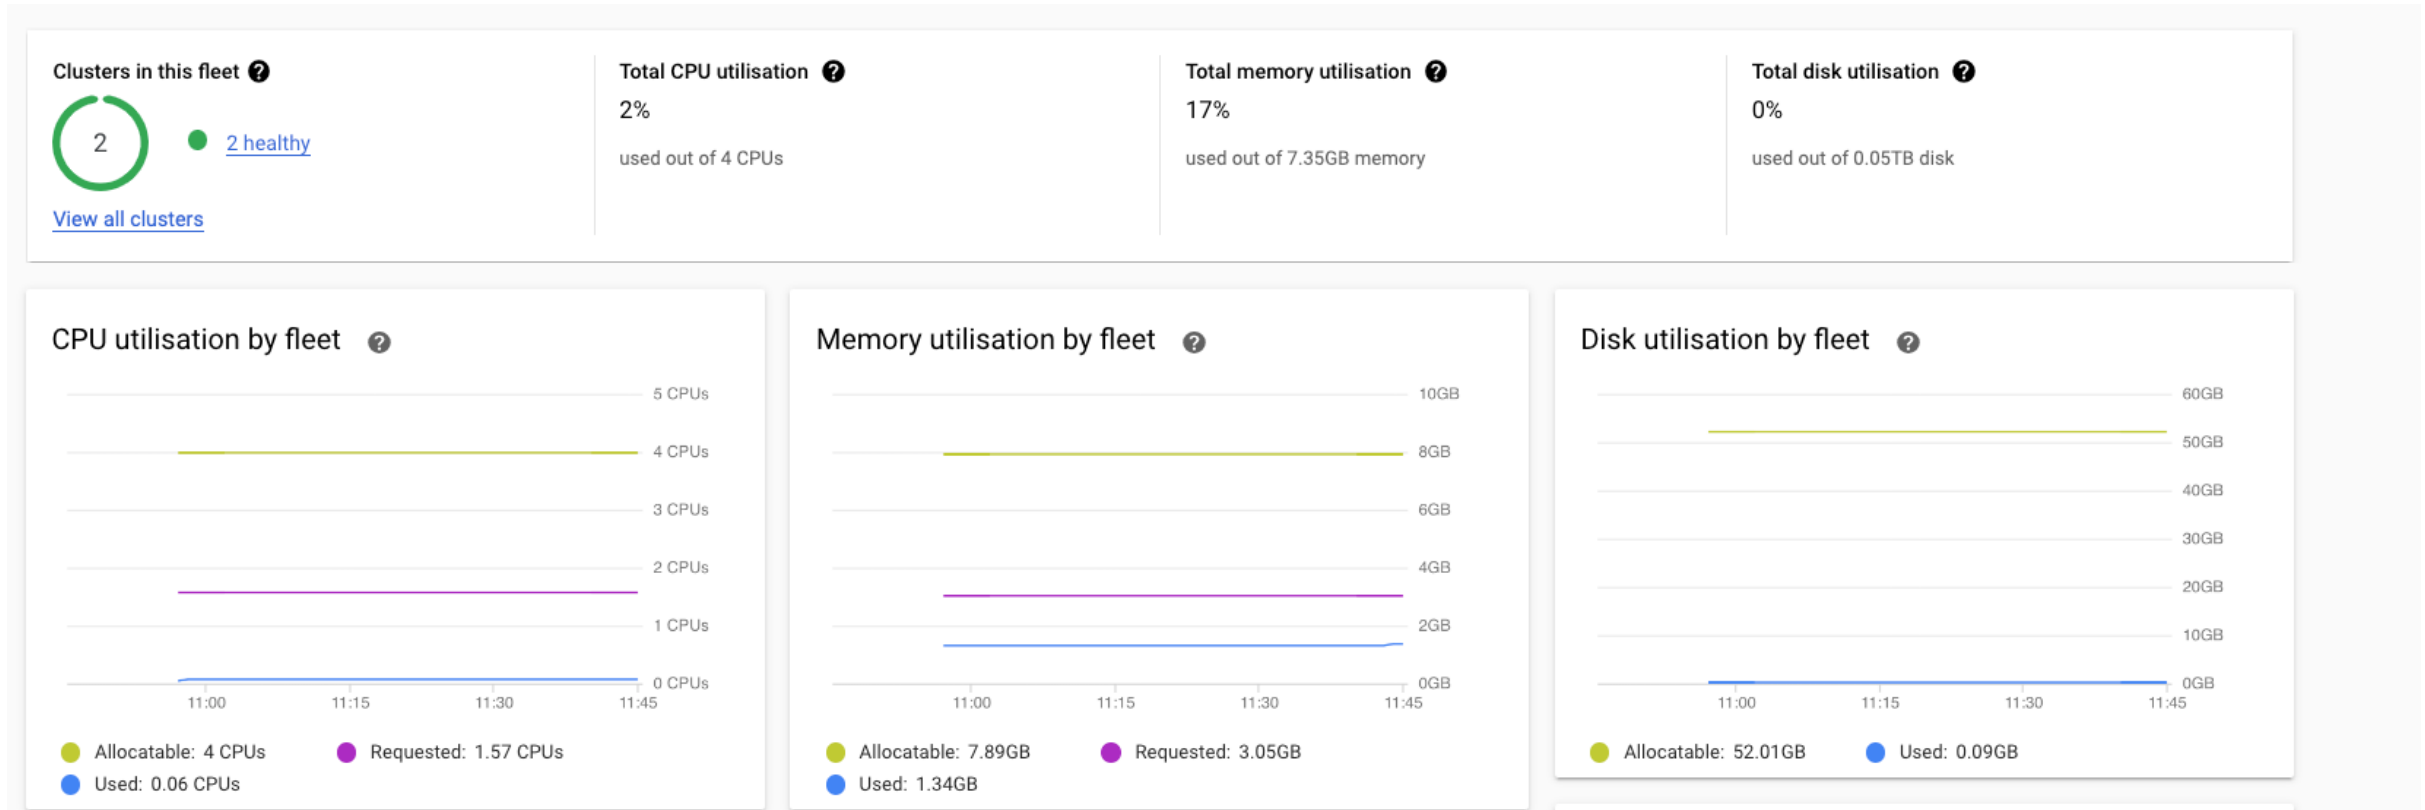 Clusters in this fleet
2
2 healthy
View all clusters
Total CPU utilisation
2%
used out of 4 CPUs
Total memory utilisation
17%
used out of 7.35GB memory
Total disk utilisation
0%
used out of 0.05TB disk
CPU utilisation by fleet
5 CPUs
4 CPUs
3 CPUs
2 CPUs
1 CPUs
0 CPUs
11:00 11:15 11:30 11:45
Allocatable: 4 CPUs Requested: 1.57 CPUs
Used: 0.06 CPUs
Memory utilisation by fleet
10GB
8GB
6GB
4GB
2GB
0GB
11:00 11:15 11:30 11:45
Allocatable: 7.89GB Requested: 3.05GB
Used: 1.34GB
Disk utilisation by fleet
60GB
50GB
40GB
30GB
20GB
10GB
0GB
11:00 11:15 11:30 11:45
Allocatable: 52.01GB Used: 0.09GB